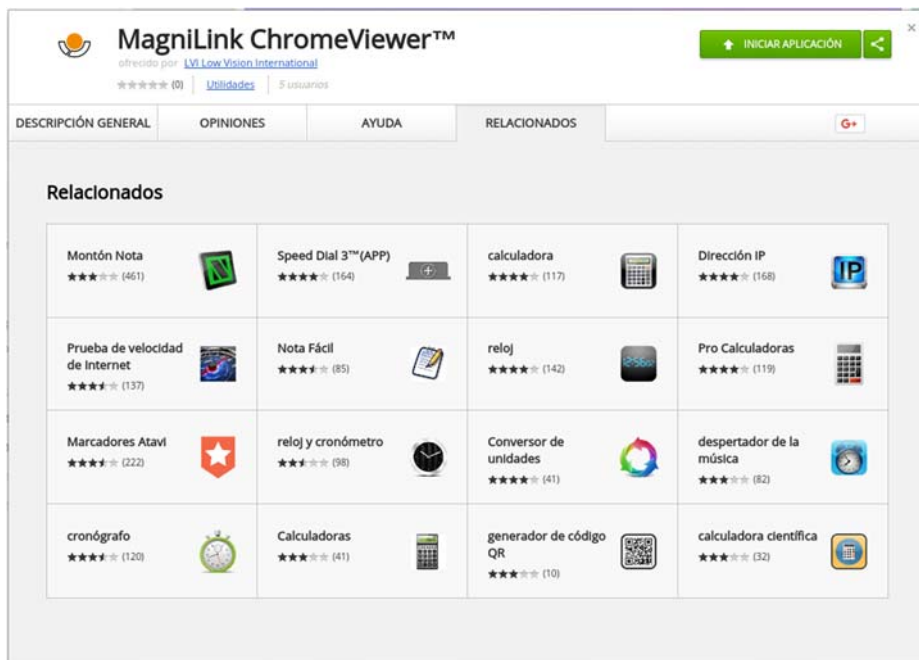 MagniLink ChromeViewer™
ofrecido por LVI Low Vision International
(0) Utilidades 5 usuarios
INICIAR APLICACIÓN
DESCRIPCIÓN GENERAL OPINIONES AYUDA RELACIONADOS G+
Relacionados
Montón Nota
(461)
Speed Dial 3™(APP)
(164)
calculadora
(117)
Dirección IP
(168)
IP
Prueba de velocidad
de Internet
(137)
Nota Fácil
(85)
reloj
(142)
Pro Calculadoras
(119)
Marcadores Atavi
(222)
reloj y cronómetro
(98)
Conversor de
unidades
(41)
despertador de la
música
(82)
cronógrafo
(120)
Calculadoras
(41)
generador de código
QR
(10)
calculadora científica
(32)